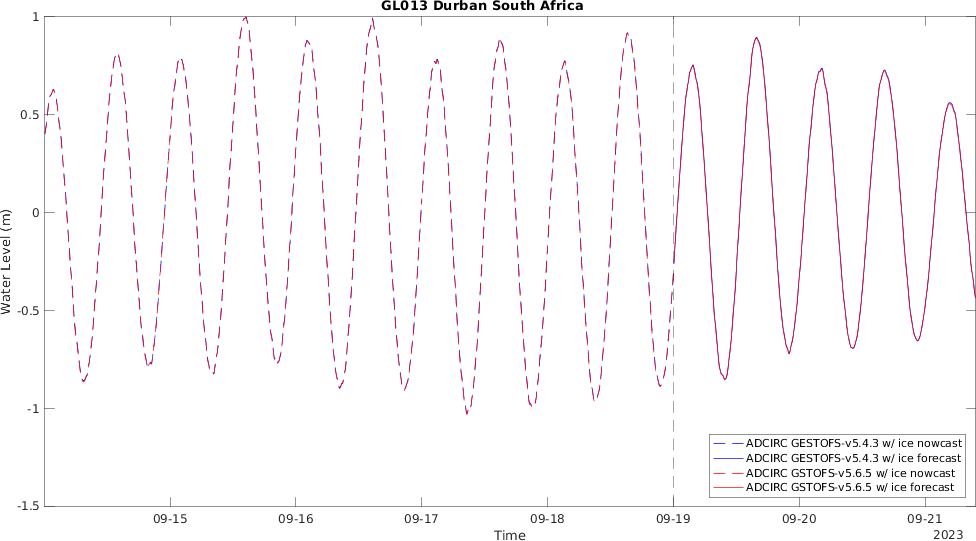 GL013 Durban South Africa
Water Level (m)
1
0.5
0
-0.5
-1
-1.5
ADCIRC GESTOFS-v5.4.3 w/ ice nowcast
ADCIRC GESTOFS-v5.4.3 w/ ice forecast
ADCIRC GSTOFS-v5.6.5 w/ ice nowcast
ADCIRC GSTOFS-v5.6.5 w/ ice forecast
09-15 09-16 09-17 09-18 09-19 09-20 09-21
Time
2023